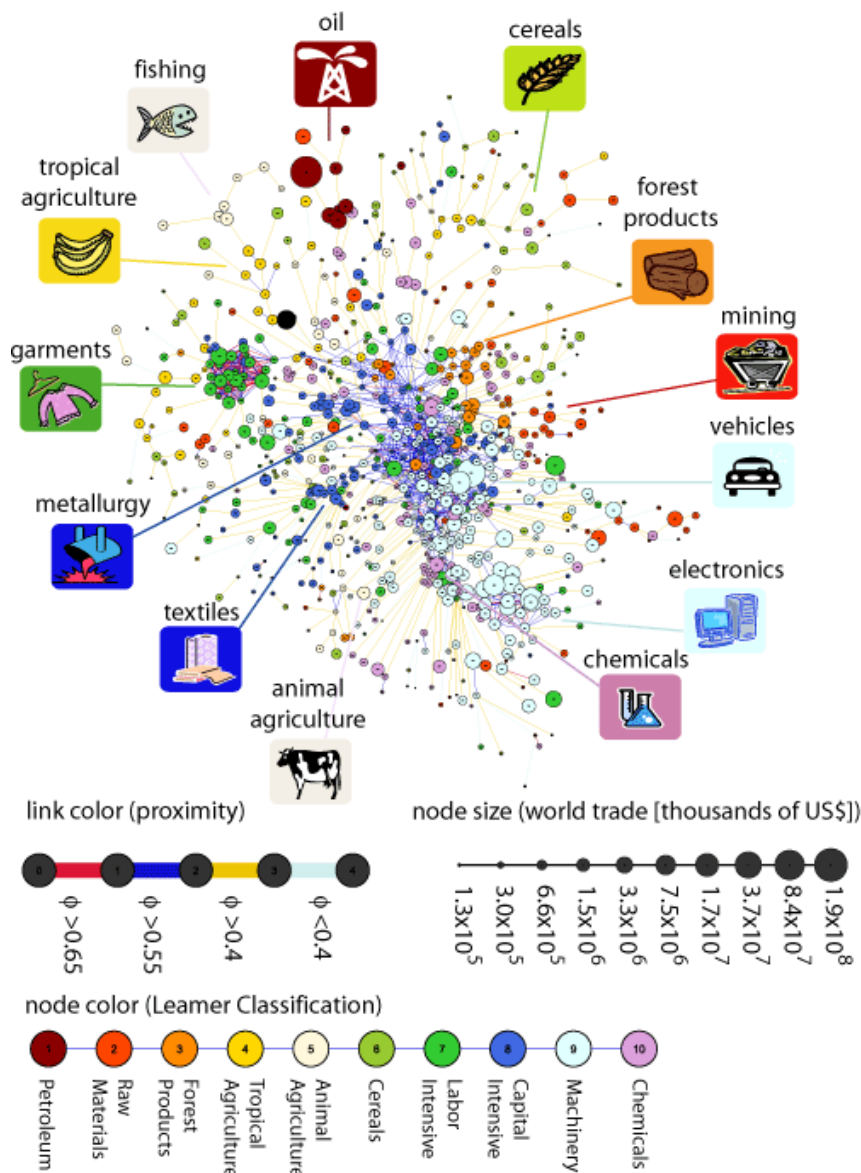 oil
cereals
fishing
tropical
agriculture
forest
products
mining
garments
vehicles
metallurgy
electronics
textiles
chemicals
animal
agriculture
link color (proximity)
0 1 2 3 4
ϕ >0.65
ϕ >0.55
ϕ >0.4
ϕ <0.4
node size (world trade [thousands of US$])
1.3x10⁵
3.0x10⁵
6.6x10⁵
1.5x10⁶
3.3x10⁶
7.5x10⁶
1.7x10⁷
3.7x10⁷
8.4x10⁷
1.9x10⁸
node color (Leamer Classification)
1 2 3 4 5 6 7 8 9 10
Petroleum
Raw
Materials
Forest
Products
Tropical
Agriculture
Animal
Agriculture
Cereals
Labor
Intensive
Capital
Intensive
Machinery
Chemicals